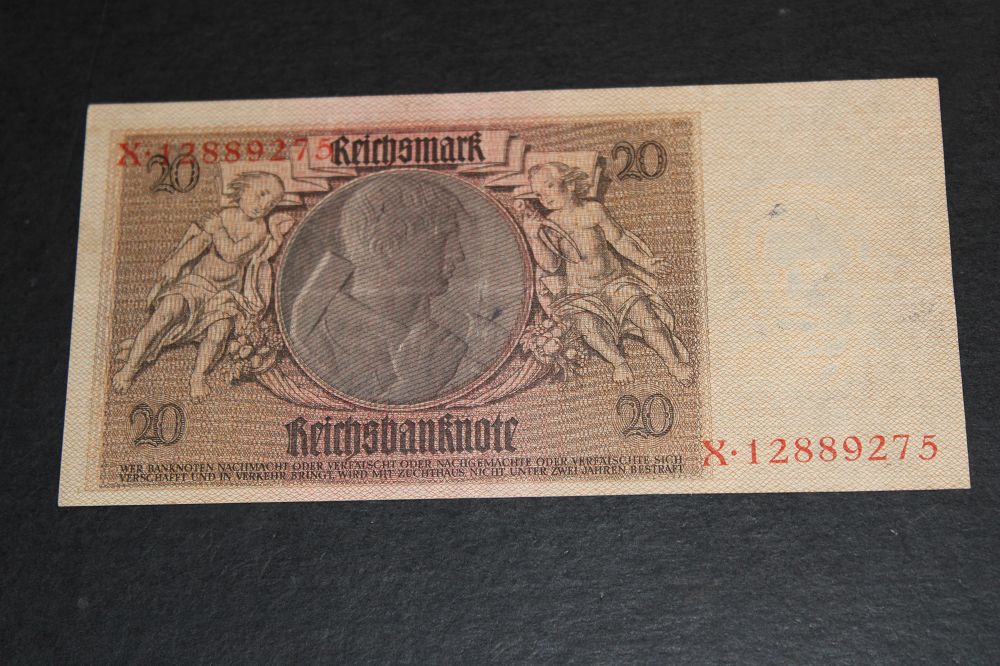 X·12889275
20 Reichsmark 20
20 Reichsbanknote 20
WER BANKNOTEN NACHMACHT ODER VERFÄLSCHT ODER NACHGEMACHTE ODER VERFÄLSCHTE SICH
VERSCHAFFT UND IN VERKEHR BRINGT, WIRD MIT ZUCHTHAUS NICHT UNTER ZWEI JAHREN BESTRAFT
X·12889275